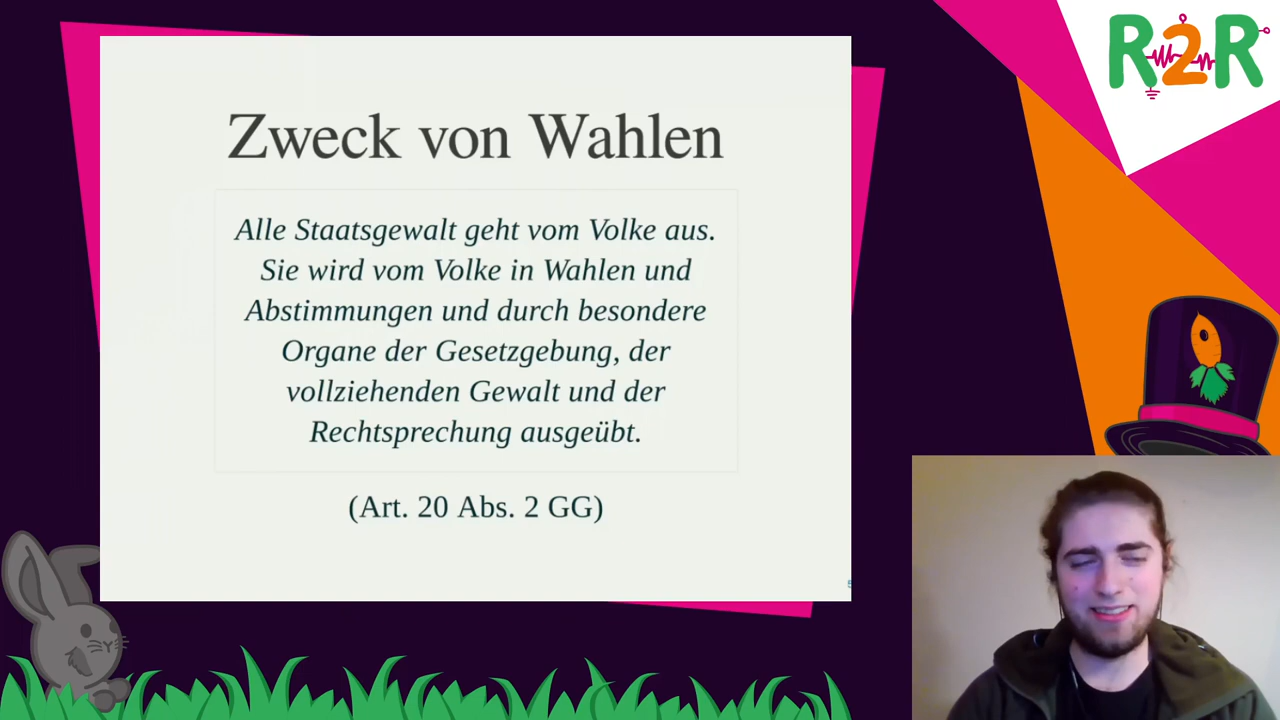 R2R
Zweck von Wahlen
Alle Staatsgewalt geht vom Volke aus.
Sie wird vom Volke in Wahlen und
Abstimmungen und durch besondere
Organe der Gesetzgebung, der
vollziehenden Gewalt und der
Rechtsprechung ausgeübt.
(Art. 20 Abs. 2 GG)